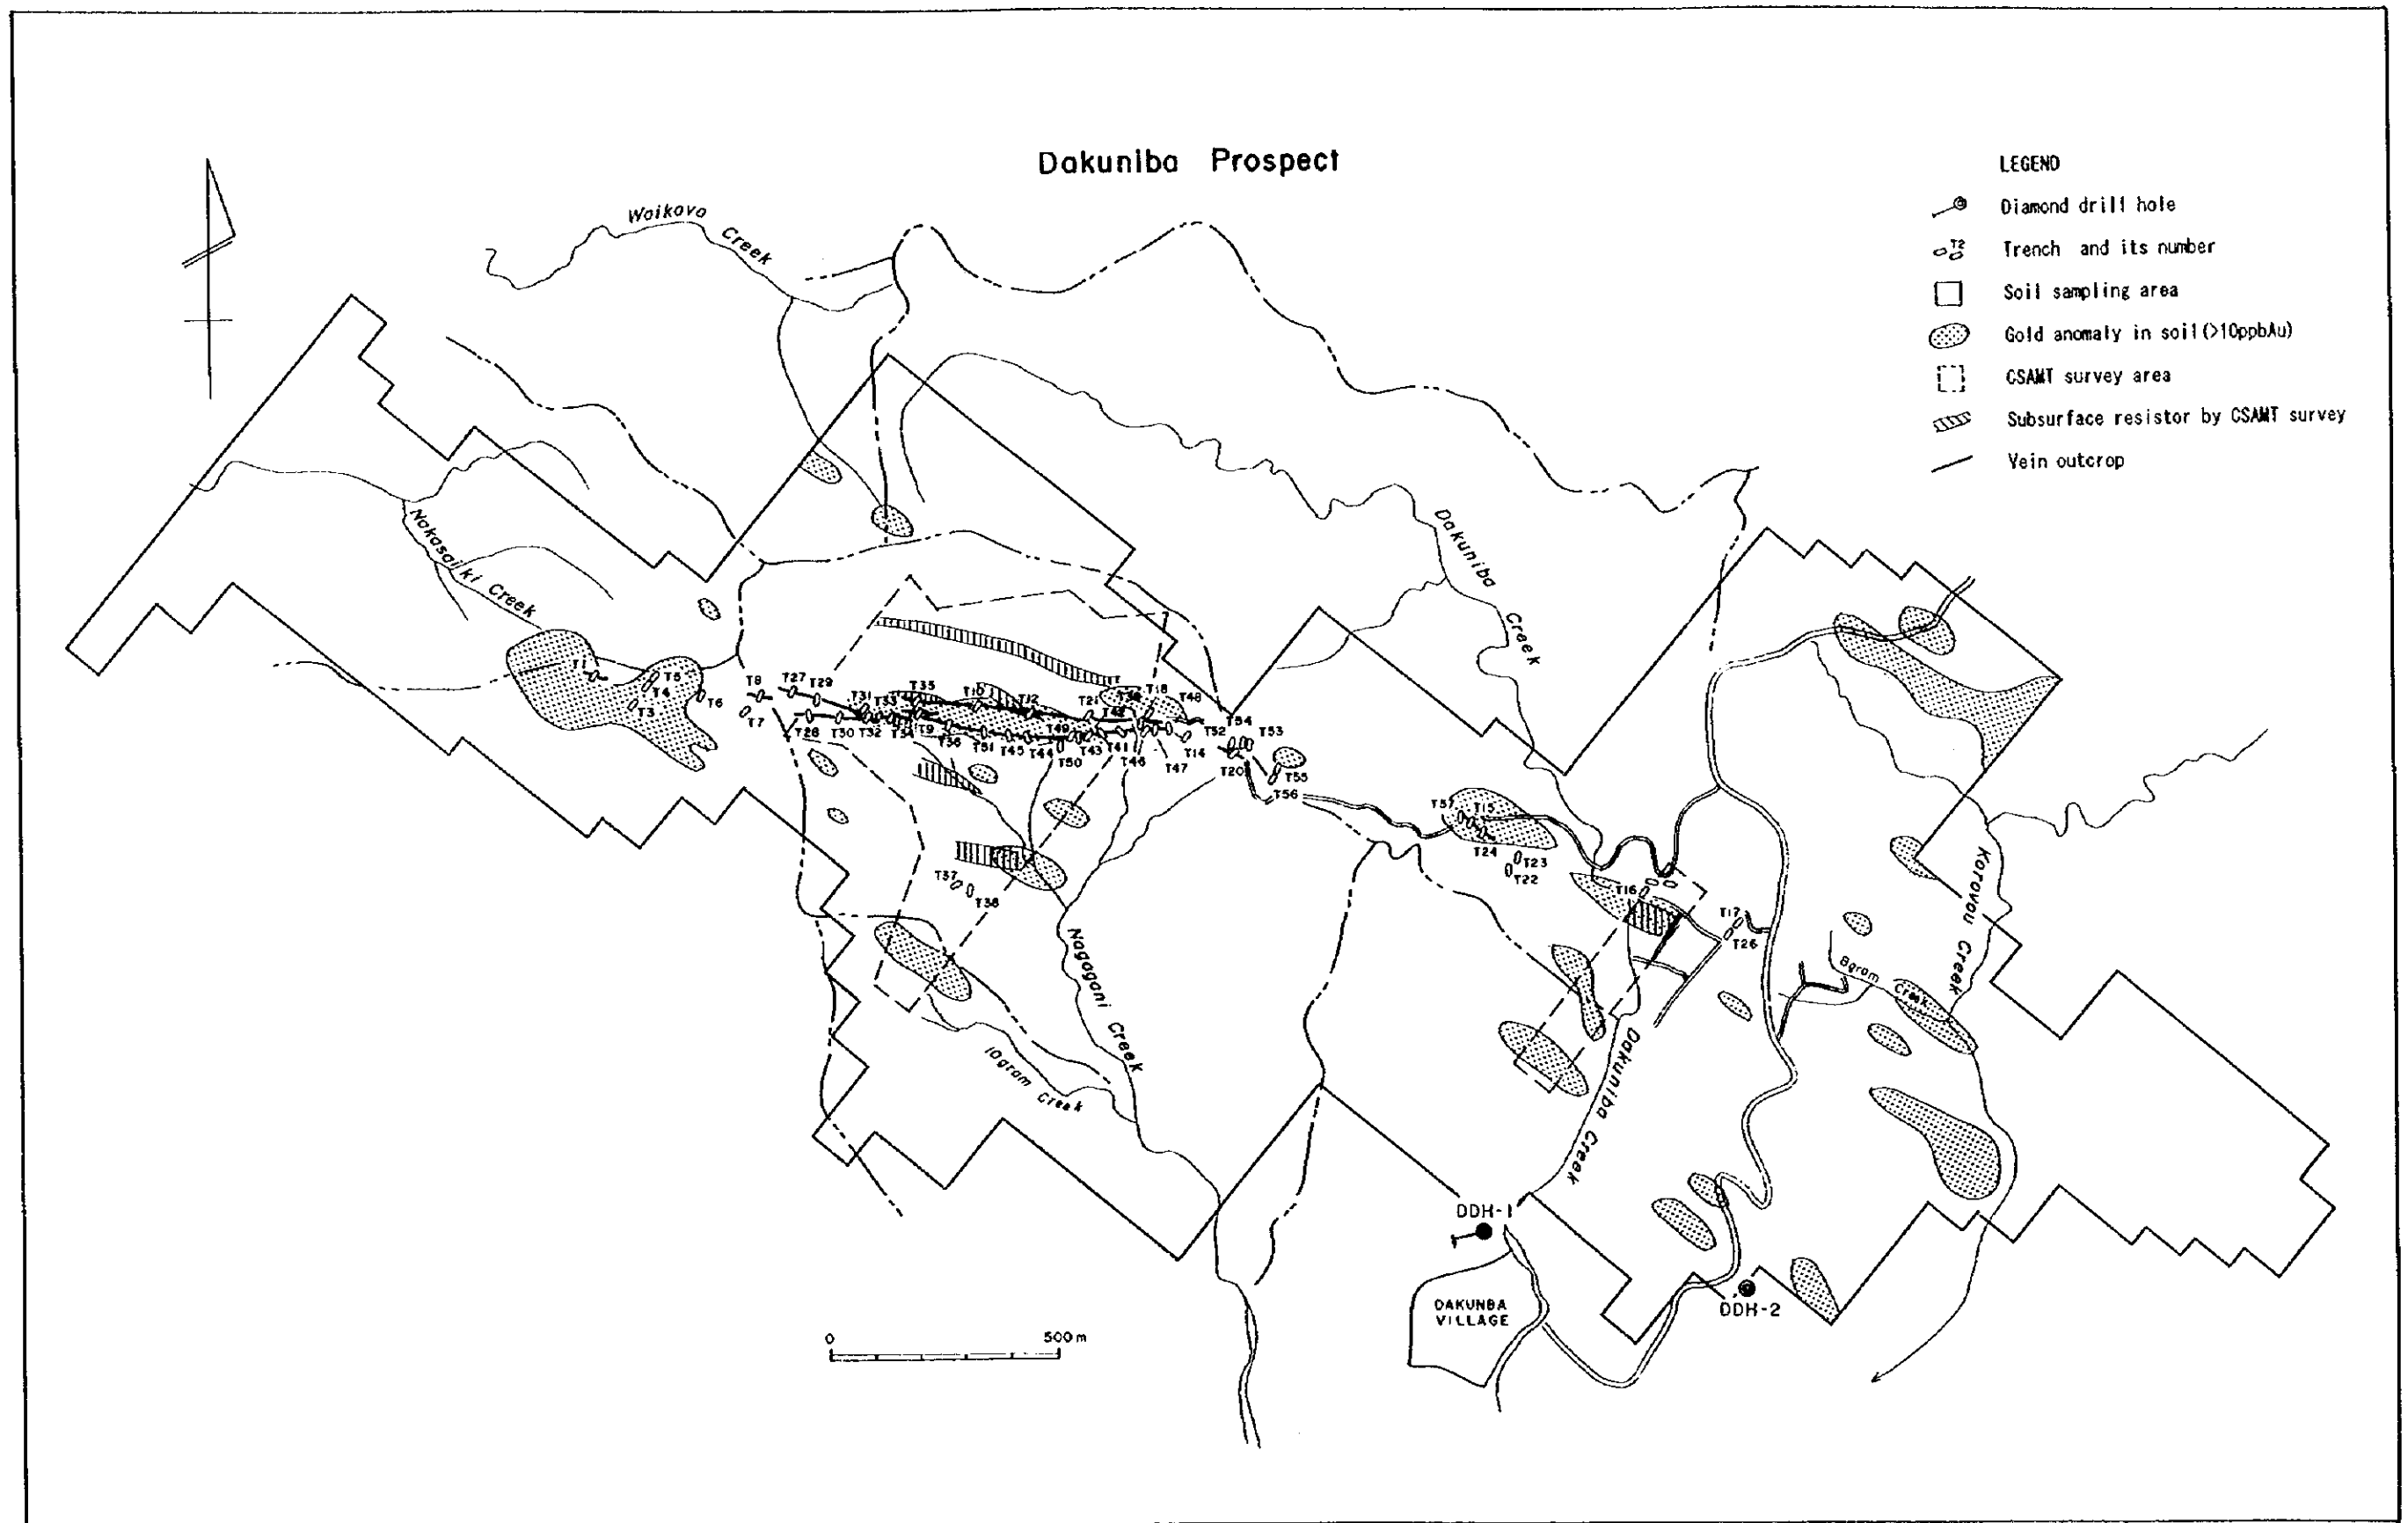 Dakuniba Prospect
LEGEND
Diamond drill hole
T2
Trench and its number
Soil sampling area
Gold anomaly in soil(>10ppbAu)
CSAMT survey area
Subsurface resistor by CSAMT survey
Vein outcrop
Waikava
Creek
Nakasaiki Creek
Dakuniba
Creek
T1
T5
T4
T3
T6
T8
T7
T27
T29
T31
T33
T35
T10
T12
T21
T18
T48
T28
T30
T32
T34
T9
T36
T51
T45
T44
T49
T50
T43
T41
T46
T47
T14
T52
T54
T53
T20
T55
T56
T57
T15
T24
T23
T22
T37
T38
T16
T17
T26
Nagagani Creek
10gram
Creek
Dakuniba Creek
8gram
Creek
Karovou Creek
DDH-1
DDH-2
DAKUNBA
VILLAGE
0
500m